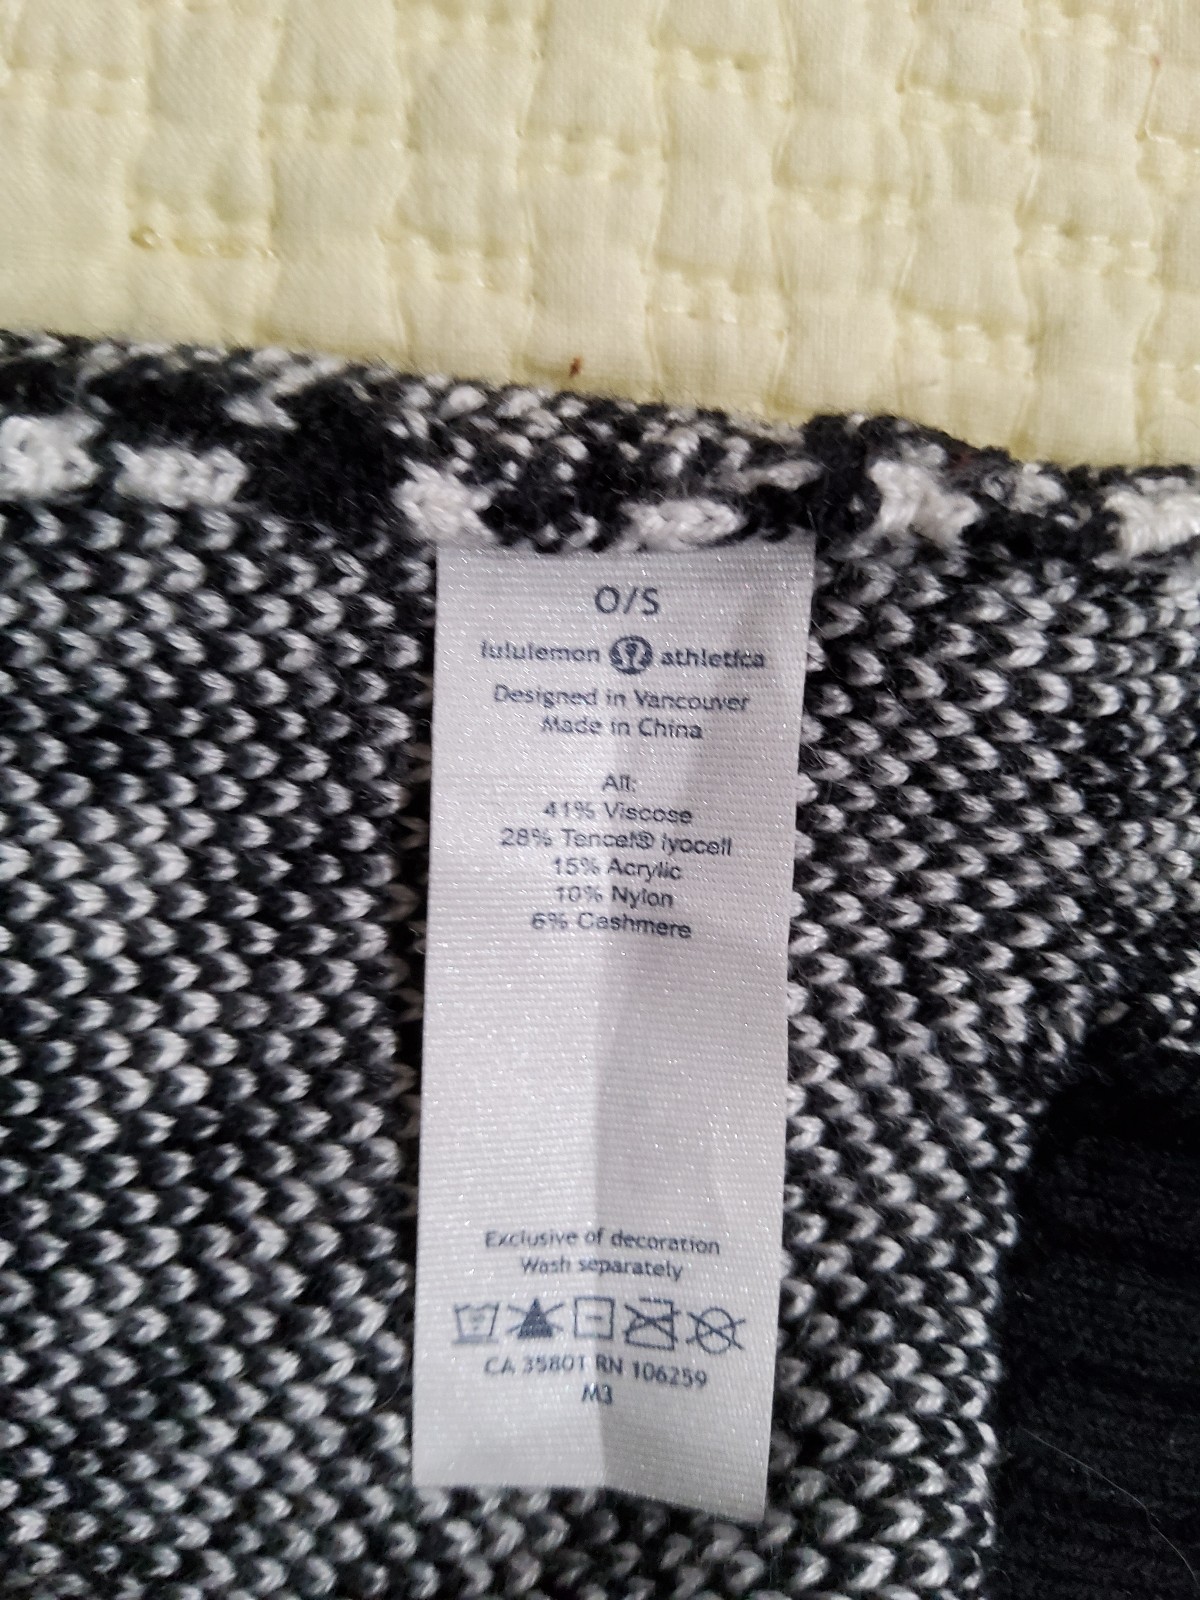 O/S
lululemon athletica
Designed in Vancouver
Made in China
All:
41% Viscose
28% Tencel® lyocell
15% Acrylic
10% Nylon
6% Cashmere
Exclusive of decoration
Wash separately
CA 35801 RN 106259
M3